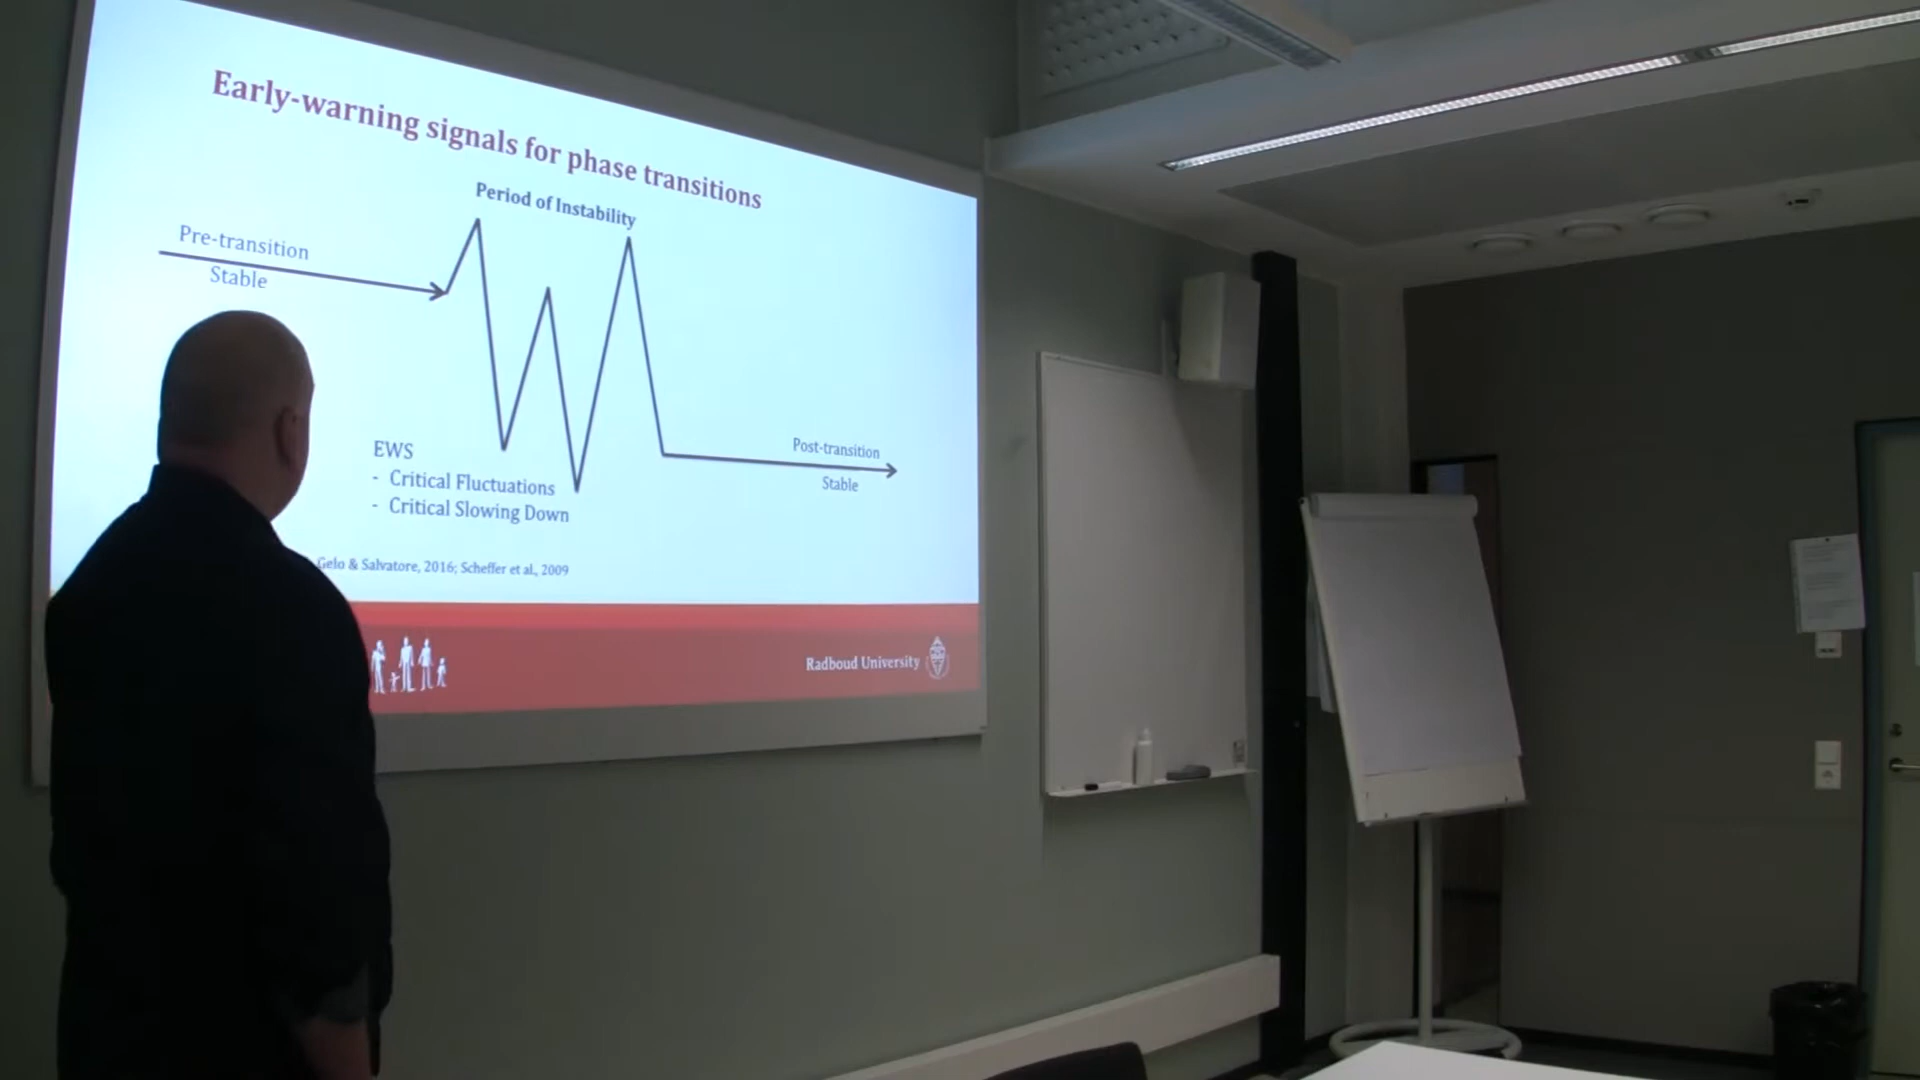 Early-warning signals for phase transitions
Period of Instability
Pre-transition
Stable
EWS
- Critical Fluctuations
- Critical Slowing Down
Post-transition
Stable
Gelo & Salvatore, 2016; Scheffer et al., 2009
Radboud University